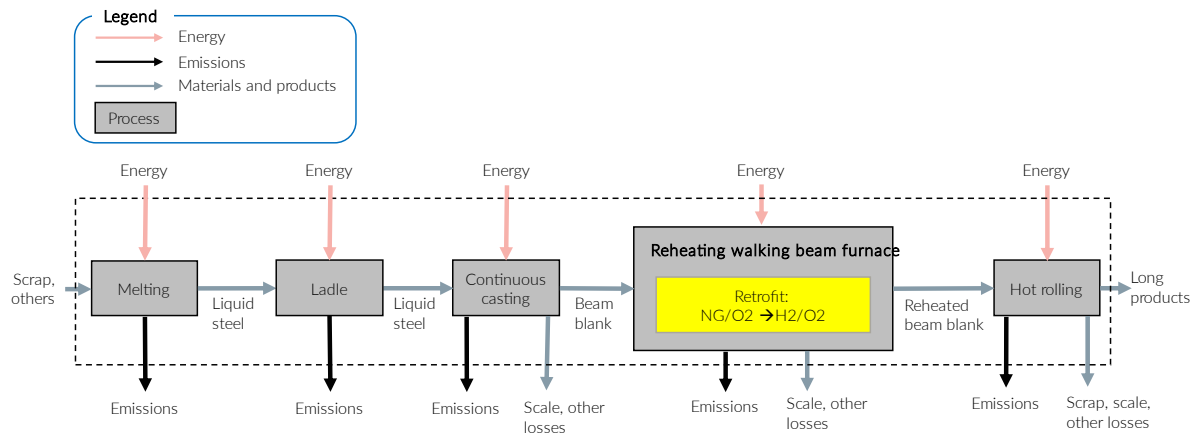 Legend
Energy
Emissions
Materials and products
Process
Energy
Energy
Energy
Energy
Energy
Scrap,
others
Melting
Liquid
steel
Ladle
Liquid
steel
Continuous
casting
Beam
blank
Reheating walking beam furnace
Retrofit:
NG/O2 →H2/O2
Reheated
beam blank
Hot rolling
Long
products
Emissions
Emissions
Emissions
Scale, other
losses
Emissions
Scale, other
losses
Emissions
Scrap, scale,
other losses